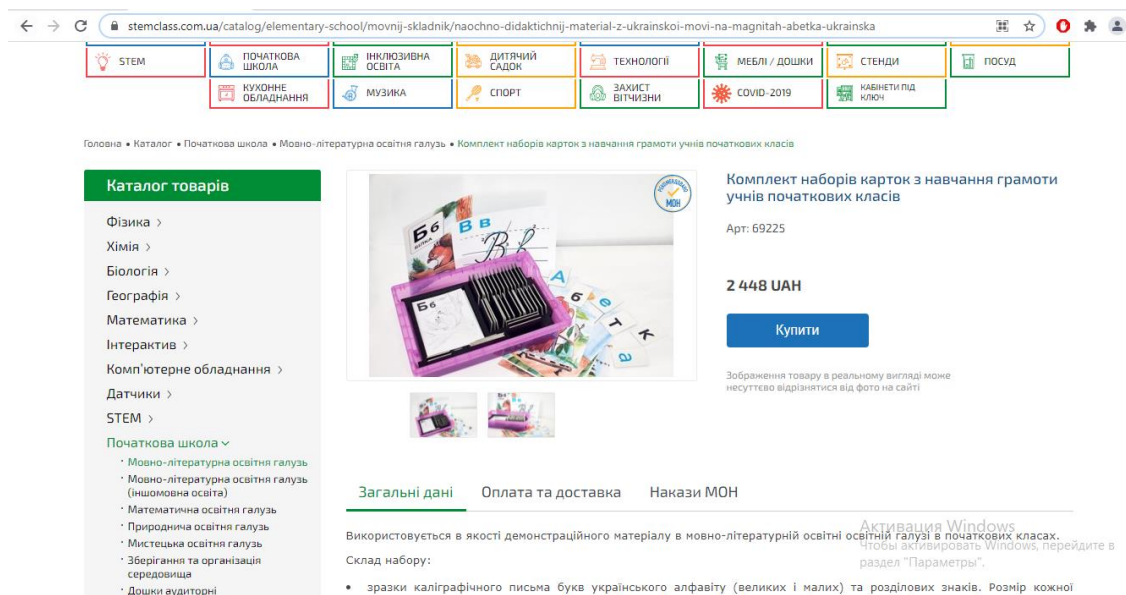 stemclass.com.ua/catalog/elementary-school/movnij-skladnik/naochno-didaktichnij-material-z-ukrainskoi-movi-na-magnitah-abetka-ukrainska
STEM
ПОЧАТКОВА
ШКОЛА
ІНКЛЮЗИВНА
ОСВІТА
ДИТЯЧИЙ
САДОК
ТЕХНОЛОГІЇ
МЕБЛІ / ДОШКИ
СТЕНДИ
ПОСУД
КУХОННЕ
ОБЛАДНАННЯ
МУЗИКА
СПОРТ
ЗАХИСТ
ВІТЧИЗНИ
COVID-2019
КАБІНЕТИ ПІД
КЛЮЧ
Головна • Каталог • Початкова школа • Мовно-літературна освітня галузь • Комплект наборів карток з навчання грамоти учнів початкових класів
Каталог товарів
Фізика >
Хімія >
Біологія >
Географія >
Математика >
Інтерактив >
Комп'ютерне обладнання >
Датчики >
STEM >
Початкова школа
• Мовно-літературна освітня галузь
• Мовно-літературна освітня галузь
(іншомовна освіта)
• Математична освітня галузь
• Природнича освітня галузь
• Мистецька освітня галузь
• Зберігання та організація
середовища
• Дошки аудиторні
Б б
В в
Б б
А
Б
е
т
к
а
МОН
Комплект наборів карток з навчання грамоти
учнів початкових класів
Арт: 69225
2 448 UAH
Купити
Зображення товару в реальному вигляді може
несуттєво відрізнятися від фото на сайті
Загальні дані Оплата та доставка Накази МОН
Використовується в якості демонстраційного матеріалу в мовно-літературній освітні освітній галузі в початкових класах.
Склад набору:
• зразки каліграфічного письма букв українського алфавіту (великих і малих) та розділових знаків. Розмір кожної
Активация Windows
Чтобы активировать Windows, перейдите в
раздел "Параметры".